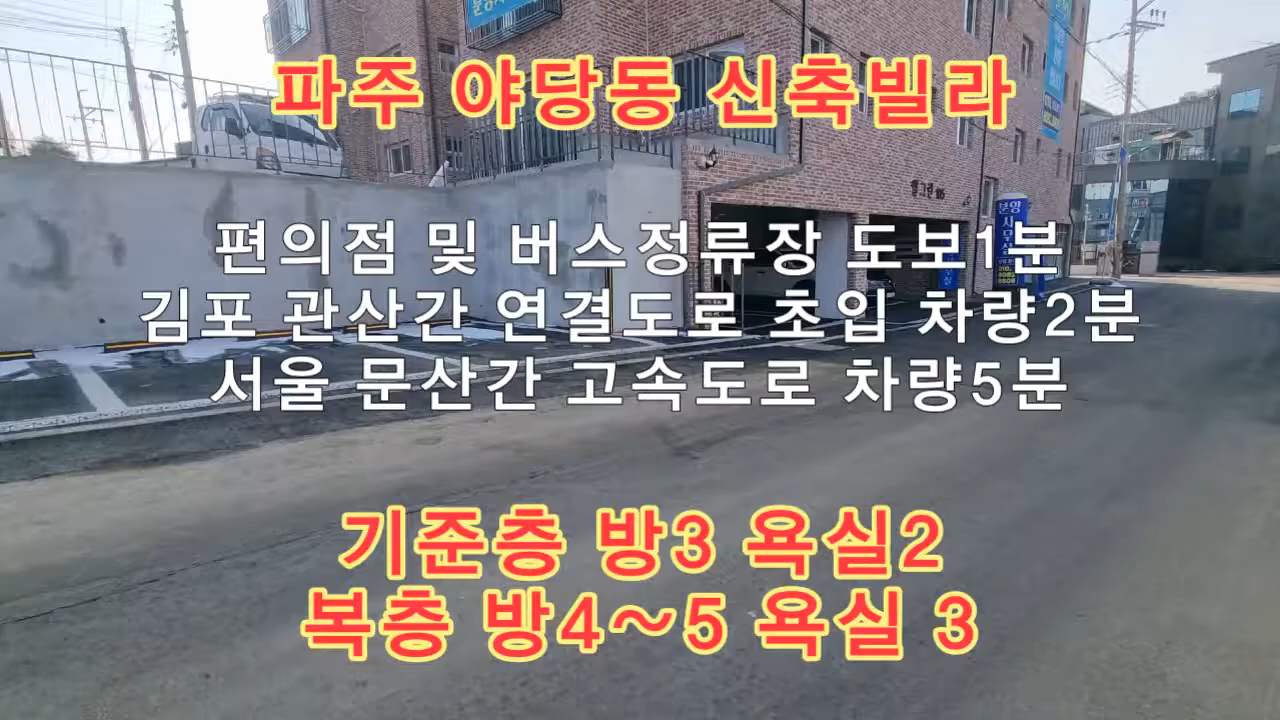 파주 야당동 신축빌라
편의점 및 버스정류장 도보1분
김포 관산간 연결도로 초입 차량2분
서울 문산간 고속도로 차량5분
기준층 방3 욕실2
복층 방4~5 욕실 3
분양